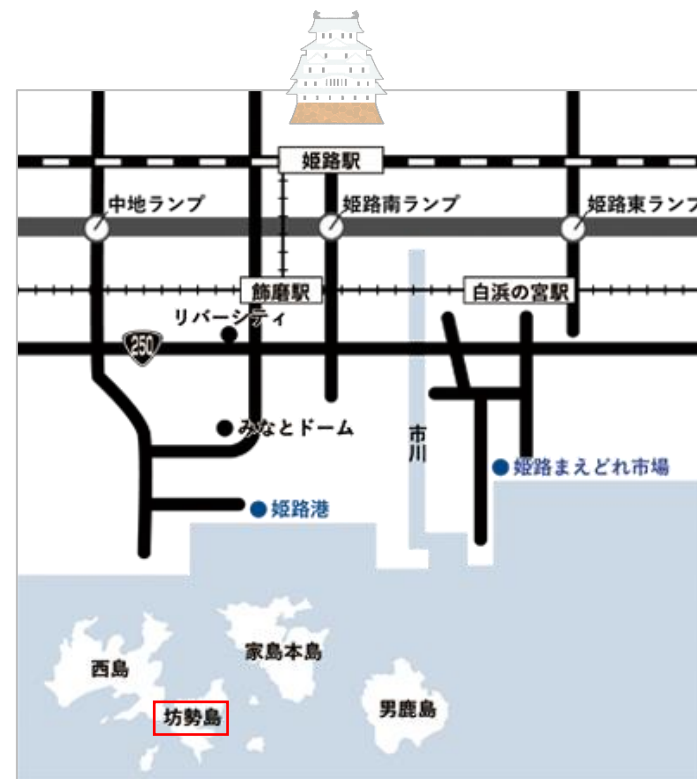 姫路駅
中地ランプ
姫路南ランプ
姫路東ランプ
飾磨駅
白浜の宮駅
リバーシティ
250
みなとドーム
市川
姫路まえどれ市場
姫路港
家島本島
西島
坊勢島
男鹿島